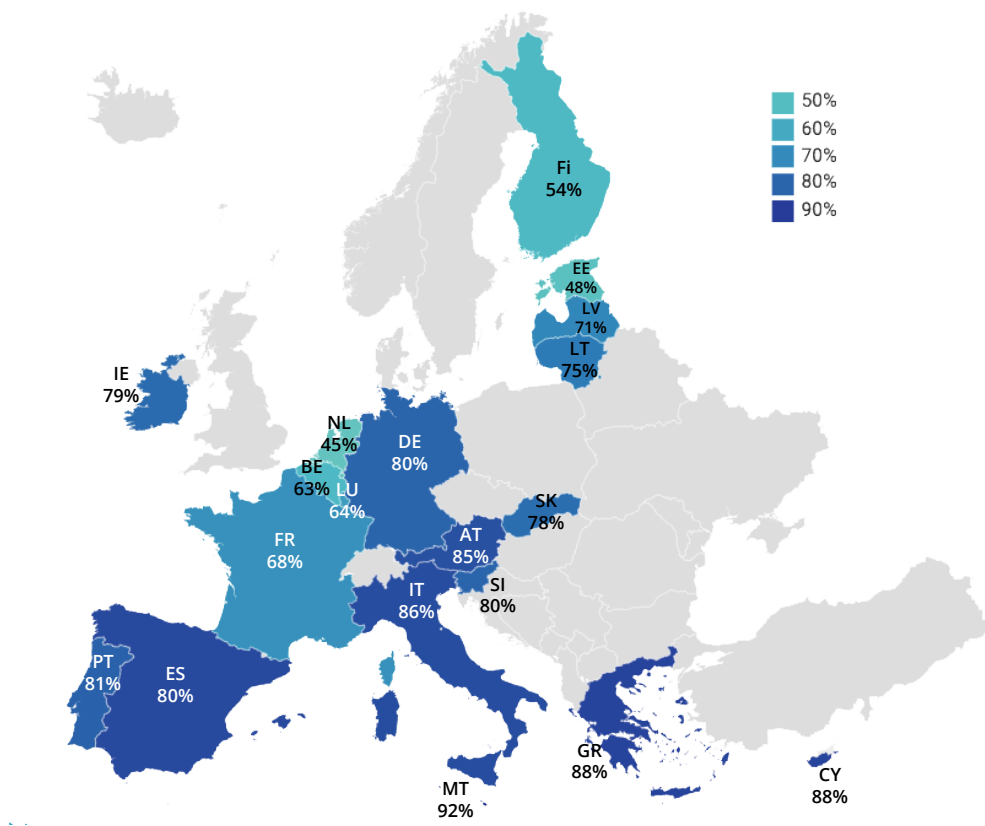 50%
60%
70%
80%
90%
Fi
54%
EE
48%
LV
71%
LT
75%
IE
79%
NL
45%
DE
80%
BE
63%
LU
64%
SK
78%
AT
85%
FR
68%
IT
86%
SI
80%
PT
81%
ES
80%
GR
88%
CY
88%
MT
92%